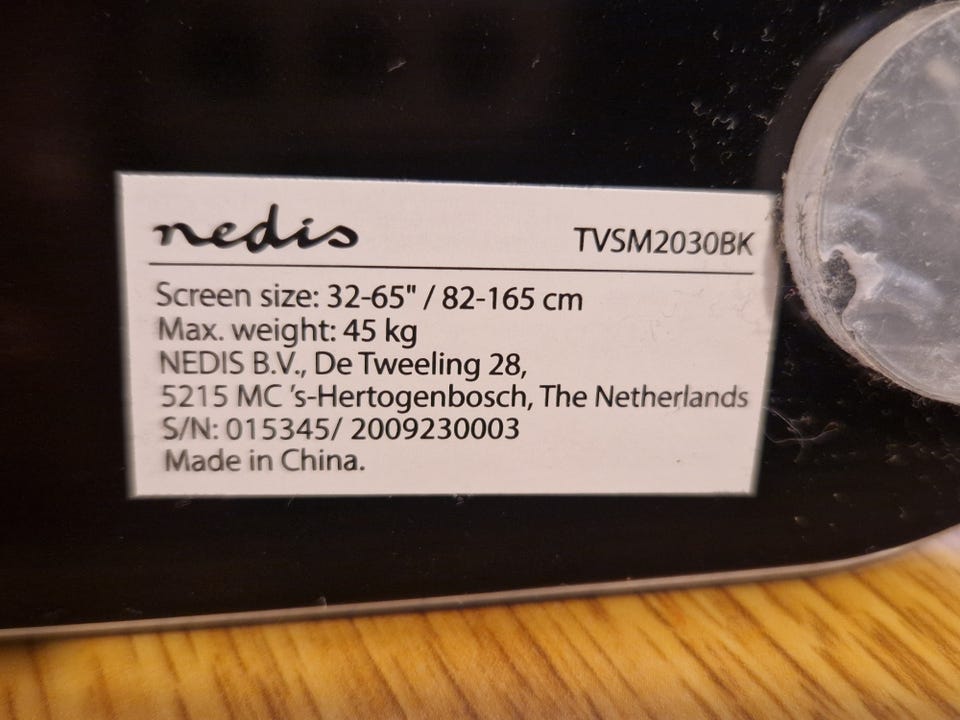 nedis
TVSM2030BK
Screen size: 32-65" / 82-165 cm
Max. weight: 45 kg
NEDIS B.V., De Tweeling 28,
5215 MC 's-Hertogenbosch, The Netherlands
S/N: 015345/ 2009230003
Made in China.